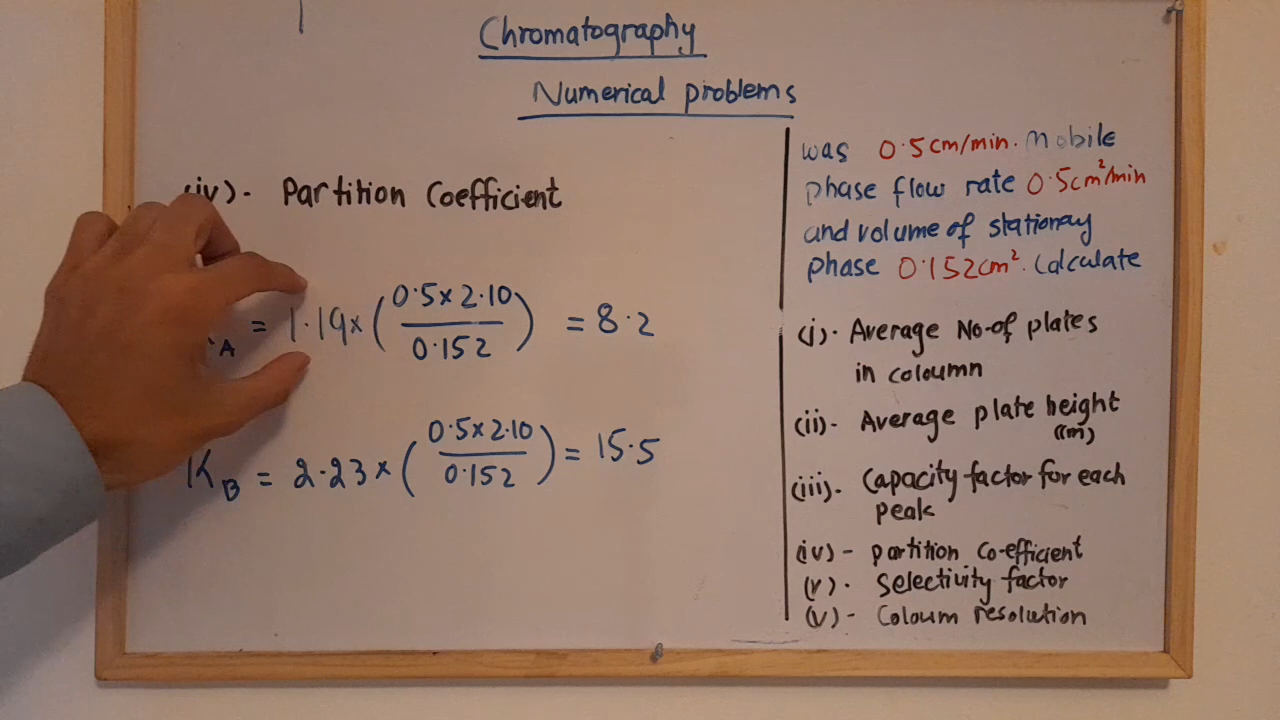 Chromatography
Numerical problems
(iv)- Partition Coefficient
A = 1.19 × (0.5 × 2.10 / 0.152) = 8.2
K_B = 2.23 × (0.5 × 2.10 / 0.152) = 15.5
was 0.5cm/min. Mobile
phase flow rate 0.5cm²/min
and volume of stationary
phase 0.152cm². Calculate
(i)- Average No-of plates
in coloumn
(ii)- Average plate height
(m)
(iii)- Capacity factor for each
peak
(iv)- partition Co-efficient
(v)- Selectivity factor
(v)- Coloum resolution